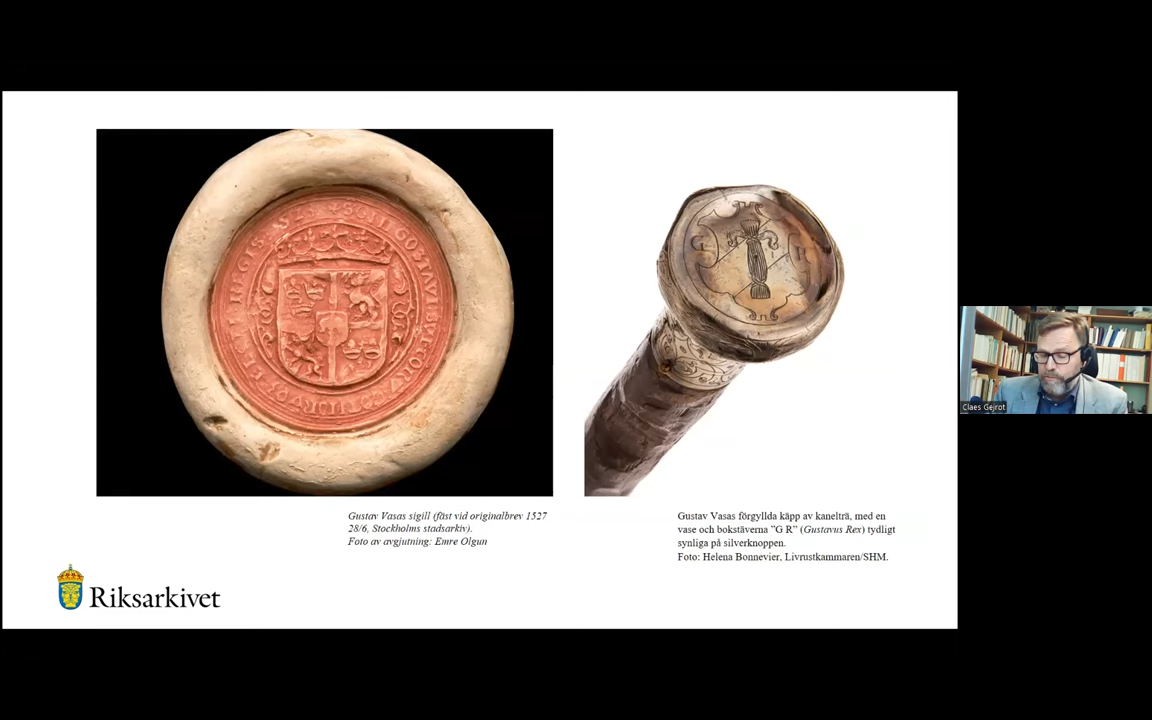 Gustav Vasas sigill (fäst vid originalbrev 1527
28/6, Stockholms stadsarkiv).
Foto av avgjutning: Emre Olgun
Gustav Vasas förgyllda käpp av kanelträ, med en
vase och bokstäverna ”G R” (Gustavus Rex) tydligt
synliga på silverknoppen.
Foto: Helena Bonnevier, Livrustkammaren/SHM.
Riksarkivet
Claes Gejrot
G R